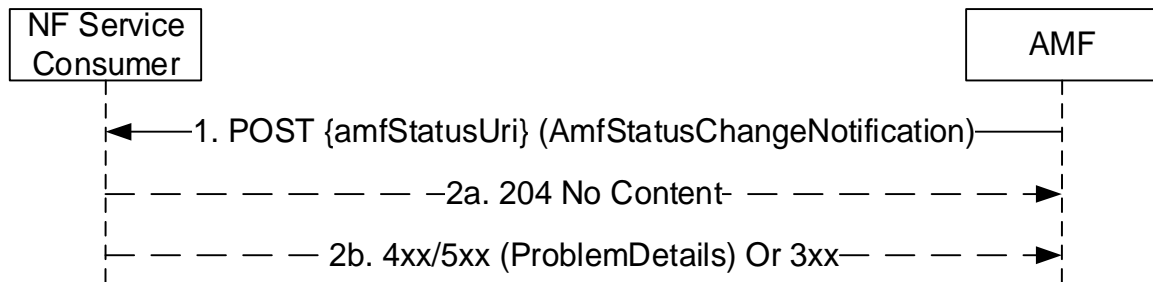 NF Service
Consumer
AMF
1. POST {amfStatusUri} (AmfStatusChangeNotification)
2a. 204 No Content
2b. 4xx/5xx (ProblemDetails) Or 3xx